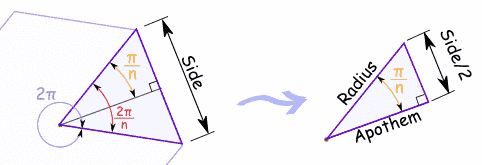 2π
π/n
2π/n
Side
Radius
π/n
Side/2
Apothem